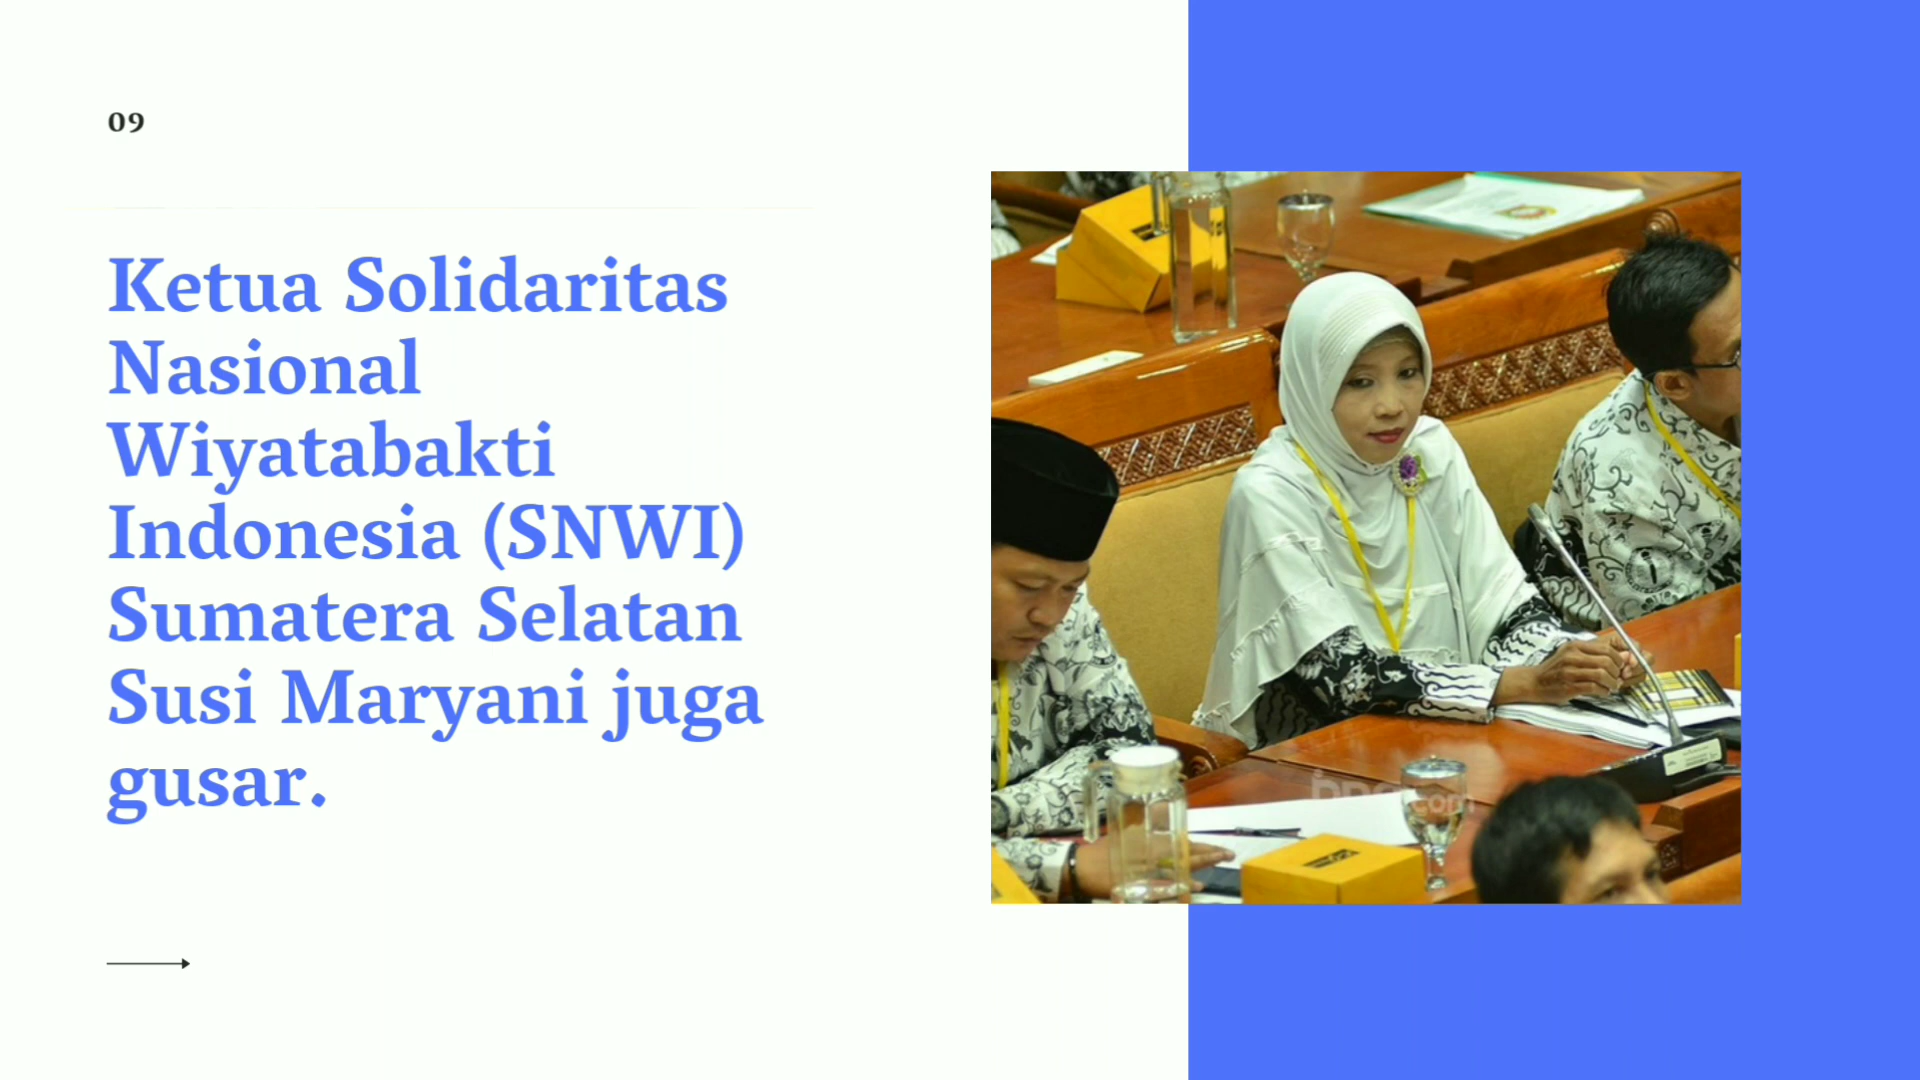 09
Ketua Solidaritas
Nasional
Wiyatabakti
Indonesia (SNWI)
Sumatera Selatan
Susi Maryani juga
gusar.